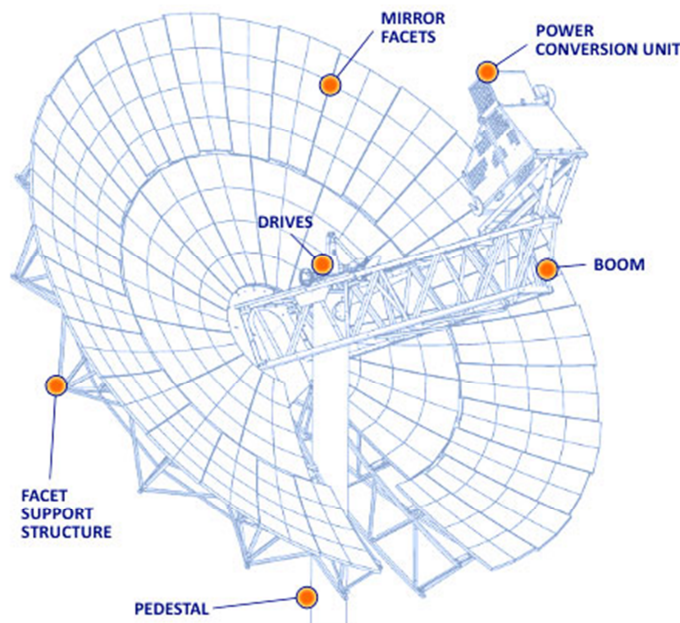 MIRROR
FACETS
POWER
CONVERSION UNIT
DRIVES
BOOM
FACET
SUPPORT
STRUCTURE
PEDESTAL